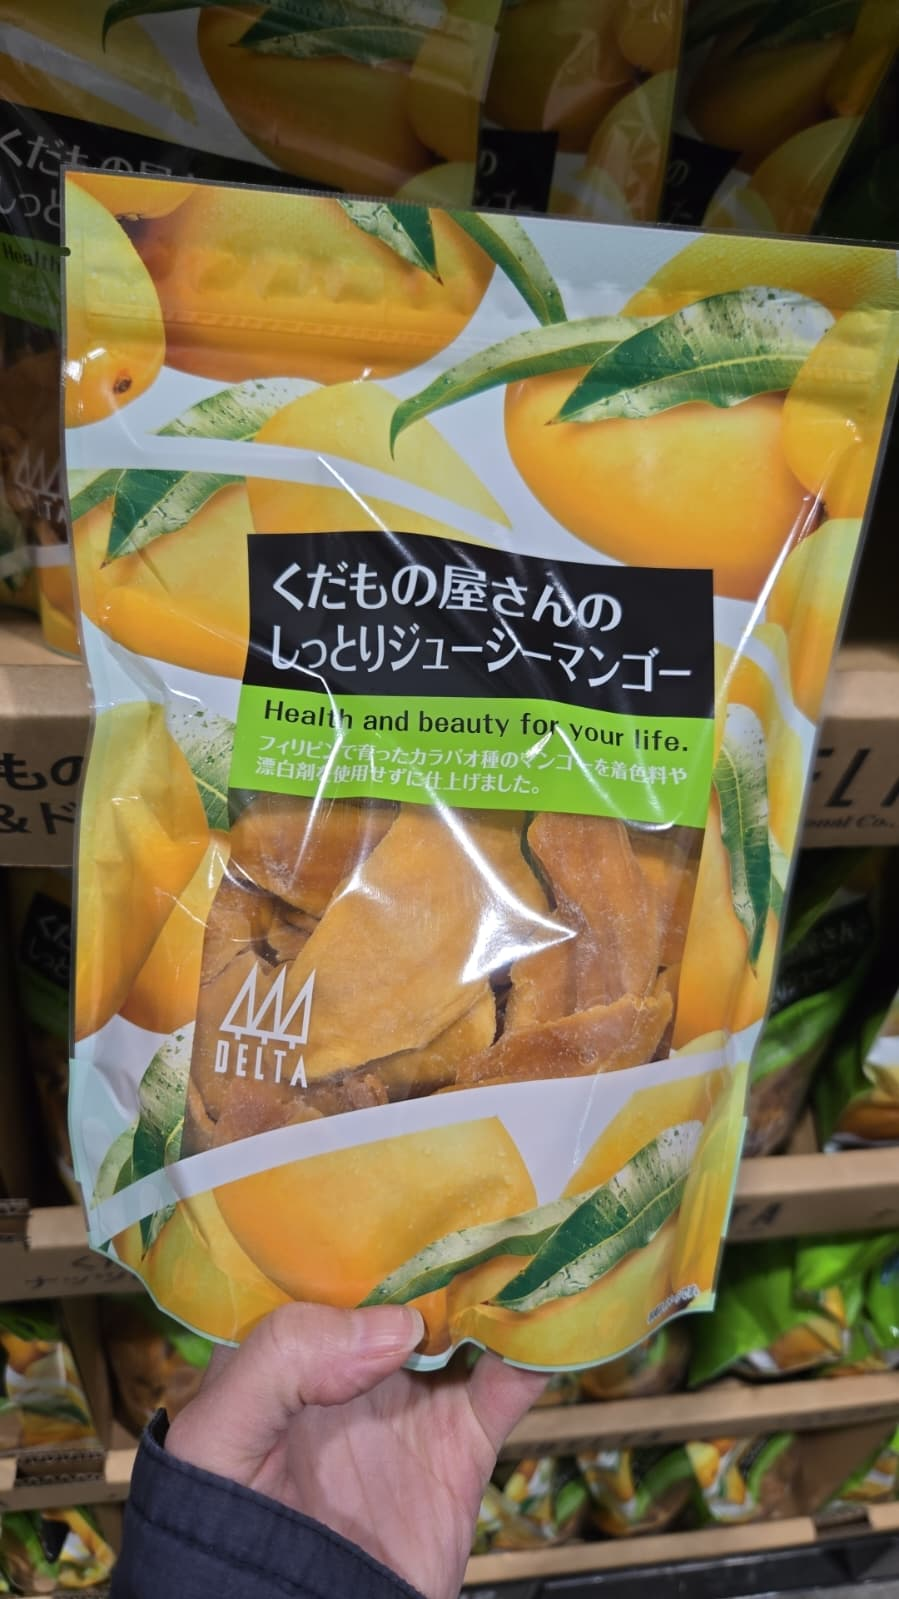 くだもの屋さんの
しっとりジューシーマンゴー
Health and beauty for your life.
フィリピンで育ったカラバオ種のマンゴーを着色料や
漂白剤を使用せずに仕上げました。
DELTA